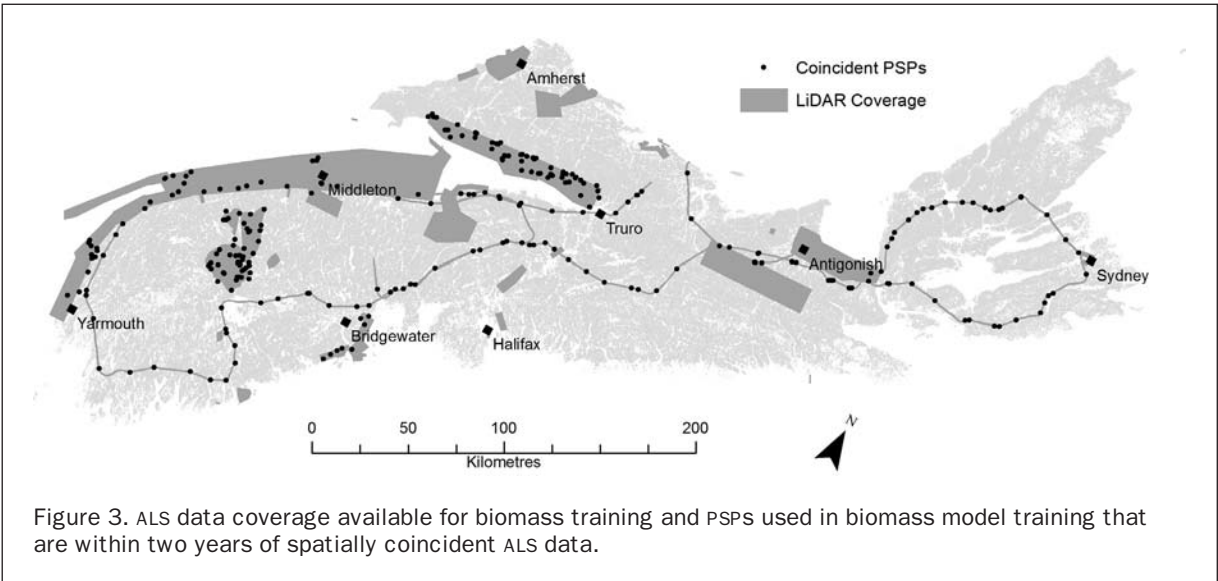 Amherst
Coincident PSPs
LiDAR Coverage
Middleton
Truro
Antigonish
Sydney
Yarmouth
Bridgewater
Halifax
0 50 100 200
Kilometres
N
Figure 3. ALS data coverage available for biomass training and PSPs used in biomass model training that
are within two years of spatially coincident ALS data.